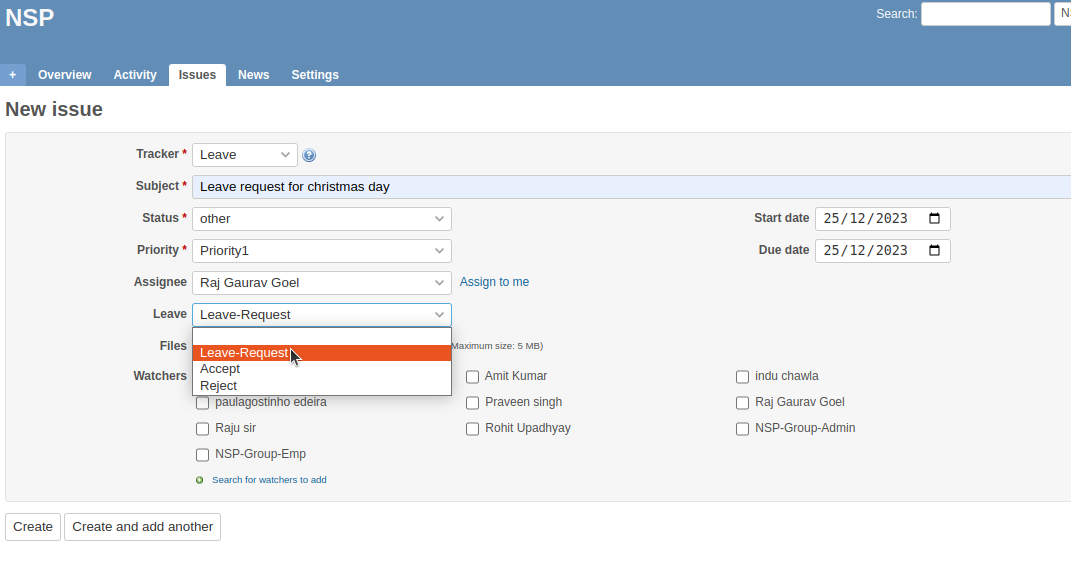 NSP
Search:
+ Overview Activity Issues News Settings
New issue
Tracker * Leave ?
Subject * Leave request for christmas day
Status * other Start date 25/12/2023
Priority * Priority1 Due date 25/12/2023
Assignee Raj Gaurav Goel Assign to me
Leave Leave-Request
Files Maximum size: 5 MB)
Leave-Request
Accept
Reject
Watchers Amit Kumar indu chawla
paulagostinho edeira Praveen singh Raj Gaurav Goel
Raju sir Rohit Upadhyay NSP-Group-Admin
NSP-Group-Emp
Search for watchers to add
Create Create and add another